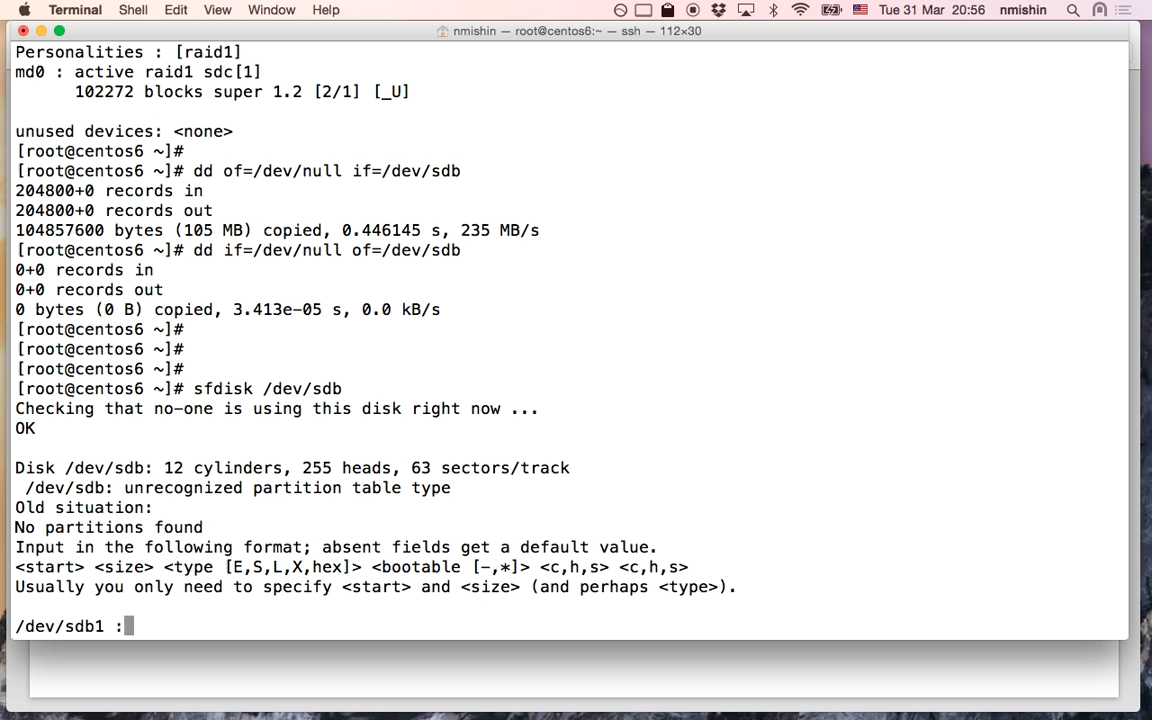 Terminal Shell Edit View Window Help Tue 31 Mar 20:56 nmishin
nmishin — root@centos6:~ — ssh — 112×30
Personalities : [raid1]
md0 : active raid1 sdc[1]
      102272 blocks super 1.2 [2/1] [_U]
unused devices: <none>
[root@centos6 ~]#
[root@centos6 ~]# dd of=/dev/null if=/dev/sdb
204800+0 records in
204800+0 records out
104857600 bytes (105 MB) copied, 0.446145 s, 235 MB/s
[root@centos6 ~]# dd if=/dev/null of=/dev/sdb
0+0 records in
0+0 records out
0 bytes (0 B) copied, 3.413e-05 s, 0.0 kB/s
[root@centos6 ~]#
[root@centos6 ~]#
[root@centos6 ~]#
[root@centos6 ~]# sfdisk /dev/sdb
Checking that no-one is using this disk right now ...
OK
Disk /dev/sdb: 12 cylinders, 255 heads, 63 sectors/track
 /dev/sdb: unrecognized partition table type
Old situation:
No partitions found
Input in the following format; absent fields get a default value.
<start> <size> <type [E,S,L,X,hex]> <bootable [-,*]> <c,h,s> <c,h,s>
Usually you only need to specify <start> and <size> (and perhaps <type>).
/dev/sdb1 :